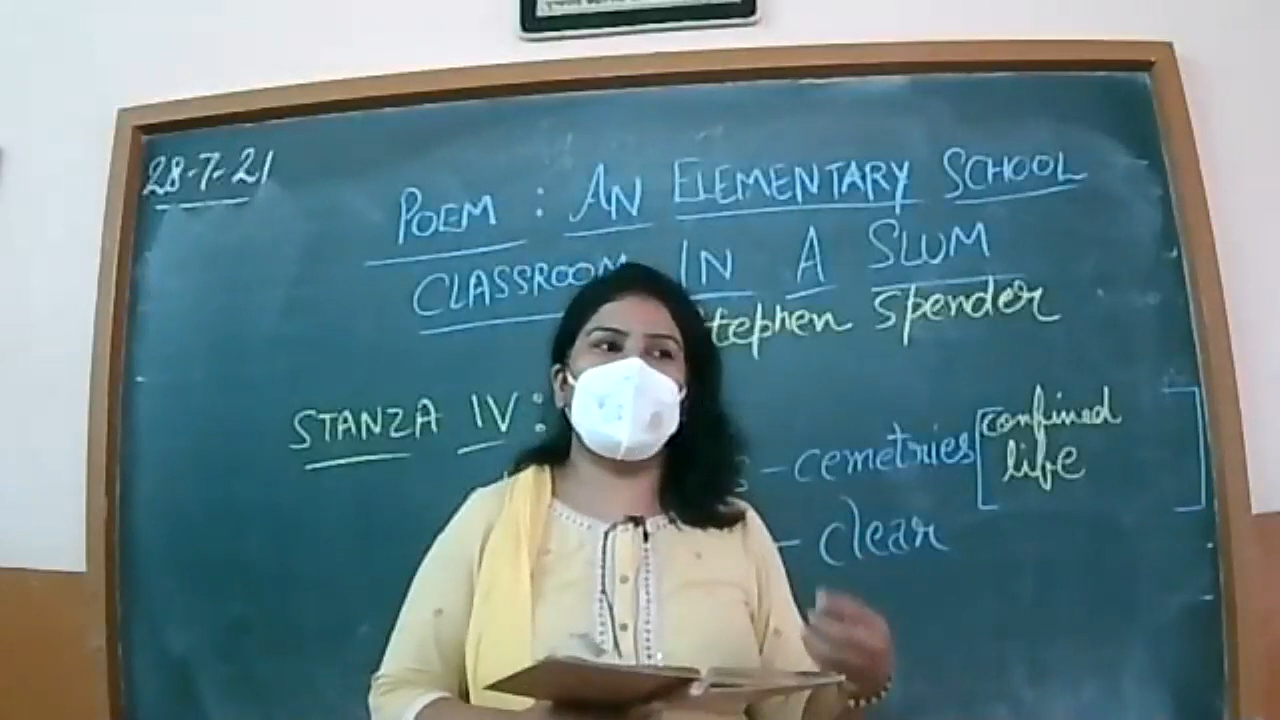 28-7-21
POEM : AN ELEMENTARY SCHOOL
CLASSROOM IN A SLUM
Stephen Spender
STANZA IV :
- cemetries [confined life]
- clear